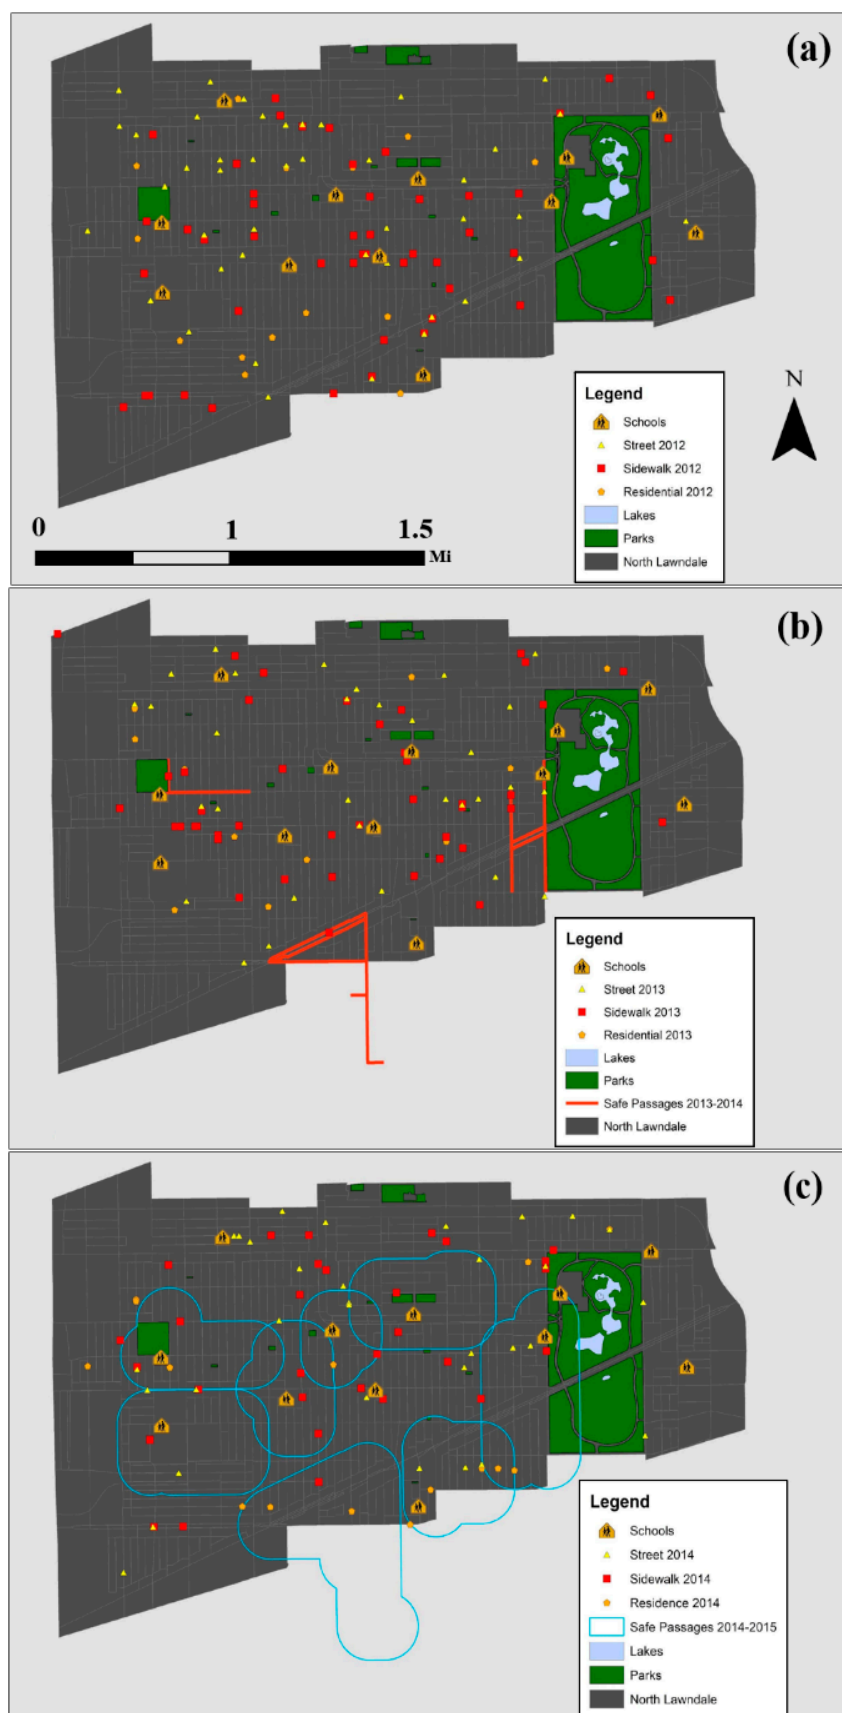 (a)
N
Legend
Schools
Street 2012
Sidewalk 2012
Residential 2012
Lakes
Parks
North Lawndale
0 1 1.5
Mi
(b)
Legend
Schools
Street 2013
Sidewalk 2013
Residential 2013
Lakes
Parks
Safe Passages 2013-2014
North Lawndale
(c)
Legend
Schools
Street 2014
Sidewalk 2014
Residence 2014
Safe Passages 2014-2015
Lakes
Parks
North Lawndale